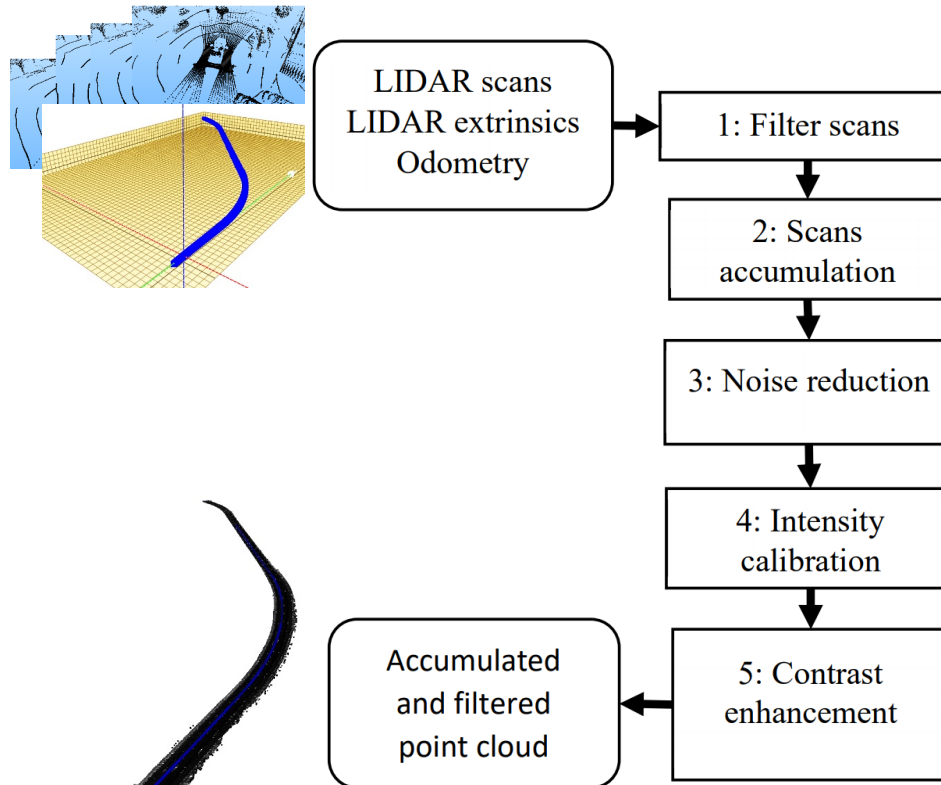 LIDAR scans
LIDAR extrinsics
Odometry
1: Filter scans
2: Scans
accumulation
3: Noise reduction
4: Intensity
calibration
5: Contrast
enhancement
Accumulated
and filtered
point cloud